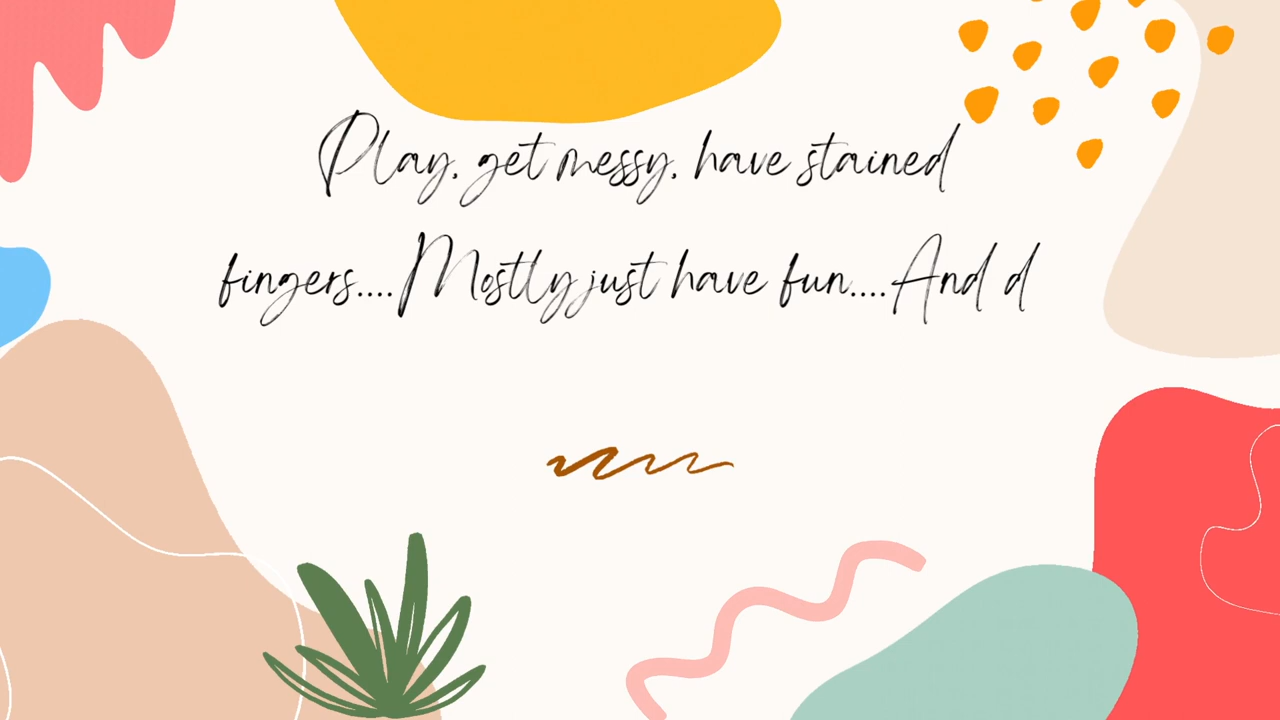 Play, get messy, have stained
fingers....Mostly just have fun....And d